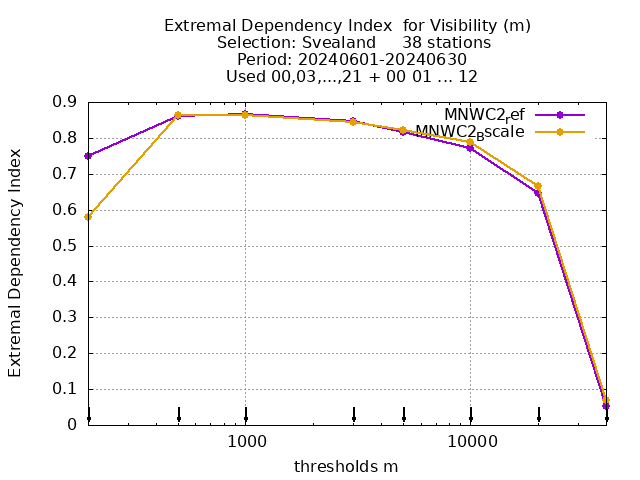 Extremal Dependency Index  for Visibility (m)
Selection: Svealand     38 stations
Period: 20240601-20240630
Used 00,03,...,21 + 00 01 ... 12
Extremal Dependency Index
0.9
0.8
0.7
0.6
0.5
0.4
0.3
0.2
0.1
0
MNWC2ref
MNWC2Bscale
1000
10000
thresholds m